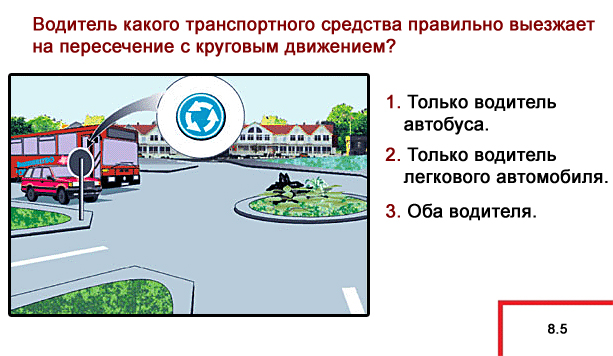 Водитель какого транспортного средства правильно выезжает
на пересечение с круговым движением?
1. Только водитель
автобуса.
2. Только водитель
легкового автомобиля.
3. Оба водителя.
8.5